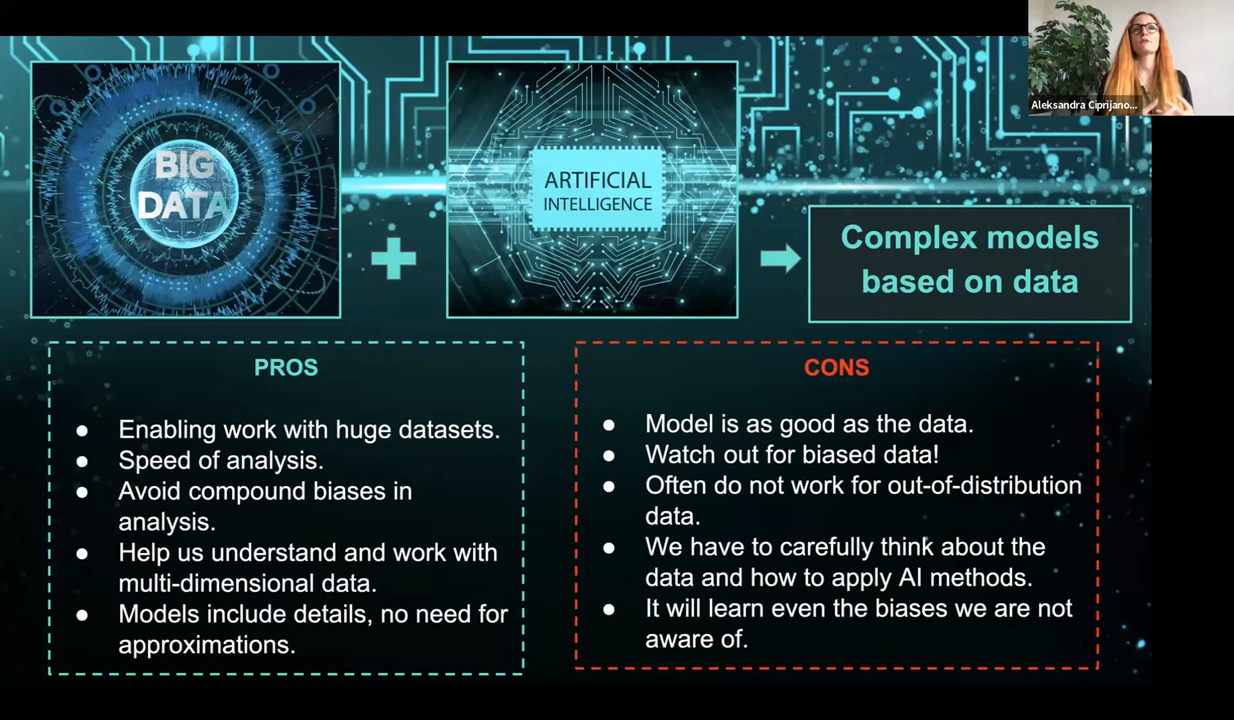 Aleksandra Ciprijano...
BIG
DATA
ARTIFICIAL
INTELLIGENCE
Complex models
based on data
PROS
● Enabling work with huge datasets.
● Speed of analysis.
● Avoid compound biases in
analysis.
● Help us understand and work with
multi-dimensional data.
● Models include details, no need for
approximations.
CONS
● Model is as good as the data.
● Watch out for biased data!
● Often do not work for out-of-distribution
data.
● We have to carefully think about the
data and how to apply AI methods.
● It will learn even the biases we are not
aware of.